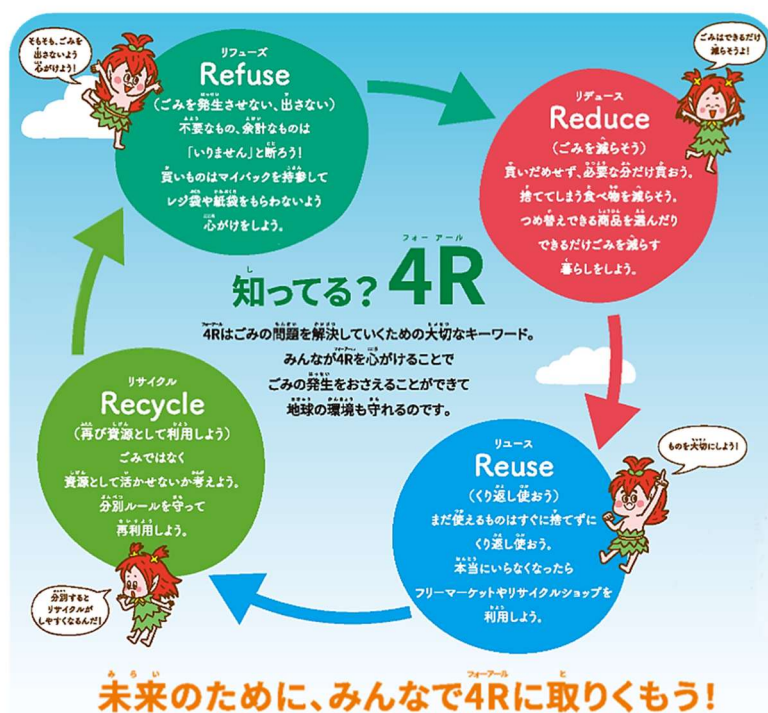 そもそも、ごみを
出さないよう
心がけよう!
リフューズ
Refuse
(ごみを発生させない、出さない)
不要なもの、余計なものは
「いりません」と断ろう!
買いものはマイバックを持参して
レジ袋や紙袋をもらわないよう
心がけをしよう。
リデュース
Reduce
(ごみを減らそう)
買いだめせず、必要な分だけ買おう。
捨ててしまう食べ物を減らそう。
つめ替えできる商品を選んだり
できるだけごみを減らす
暮らしをしよう。
ごみはできるだけ
減らそうよ!
知ってる? 4R
4Rはごみの問題を解決していくための大切なキーワード。
みんなが4Rを心がけることで
ごみの発生をおさえることができて
地球の環境も守れるのです。
リサイクル
Recycle
(再び資源として利用しよう)
ごみではなく
資源として活かせないか考えよう。
分別ルールを守って
再利用しよう。
分別すると
リサイクルが
しやすくなるんだ!
リユース
Reuse
(くり返し使おう)
まだ使えるものはすぐに捨てずに
くり返し使おう。
本当にいらなくなったら
フリーマーケットやリサイクルショップを
利用しよう。
ものを大切にしよう!
未来のために、みんなで4Rに取りくもう!